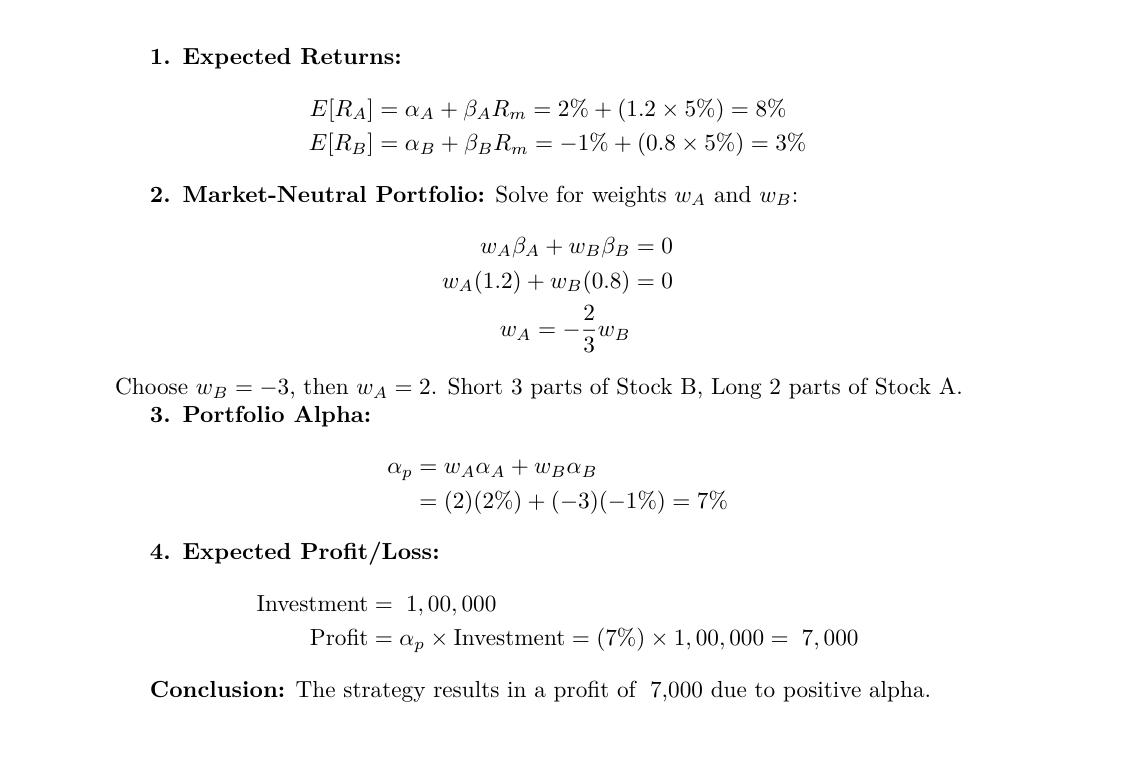 1. Expected Returns:
E[R_A] = α_A + β_A R_m = 2% + (1.2 × 5%) = 8%
E[R_B] = α_B + β_B R_m = −1% + (0.8 × 5%) = 3%
2. Market-Neutral Portfolio: Solve for weights w_A and w_B:
w_A β_A + w_B β_B = 0
w_A(1.2) + w_B(0.8) = 0
w_A = −2/3 w_B
Choose w_B = −3, then w_A = 2. Short 3 parts of Stock B, Long 2 parts of Stock A.
3. Portfolio Alpha:
α_p = w_A α_A + w_B α_B
= (2)(2%) + (−3)(−1%) = 7%
4. Expected Profit/Loss:
Investment = 1,00,000
Profit = α_p × Investment = (7%) × 1,00,000 = 7,000
Conclusion: The strategy results in a profit of 7,000 due to positive alpha.